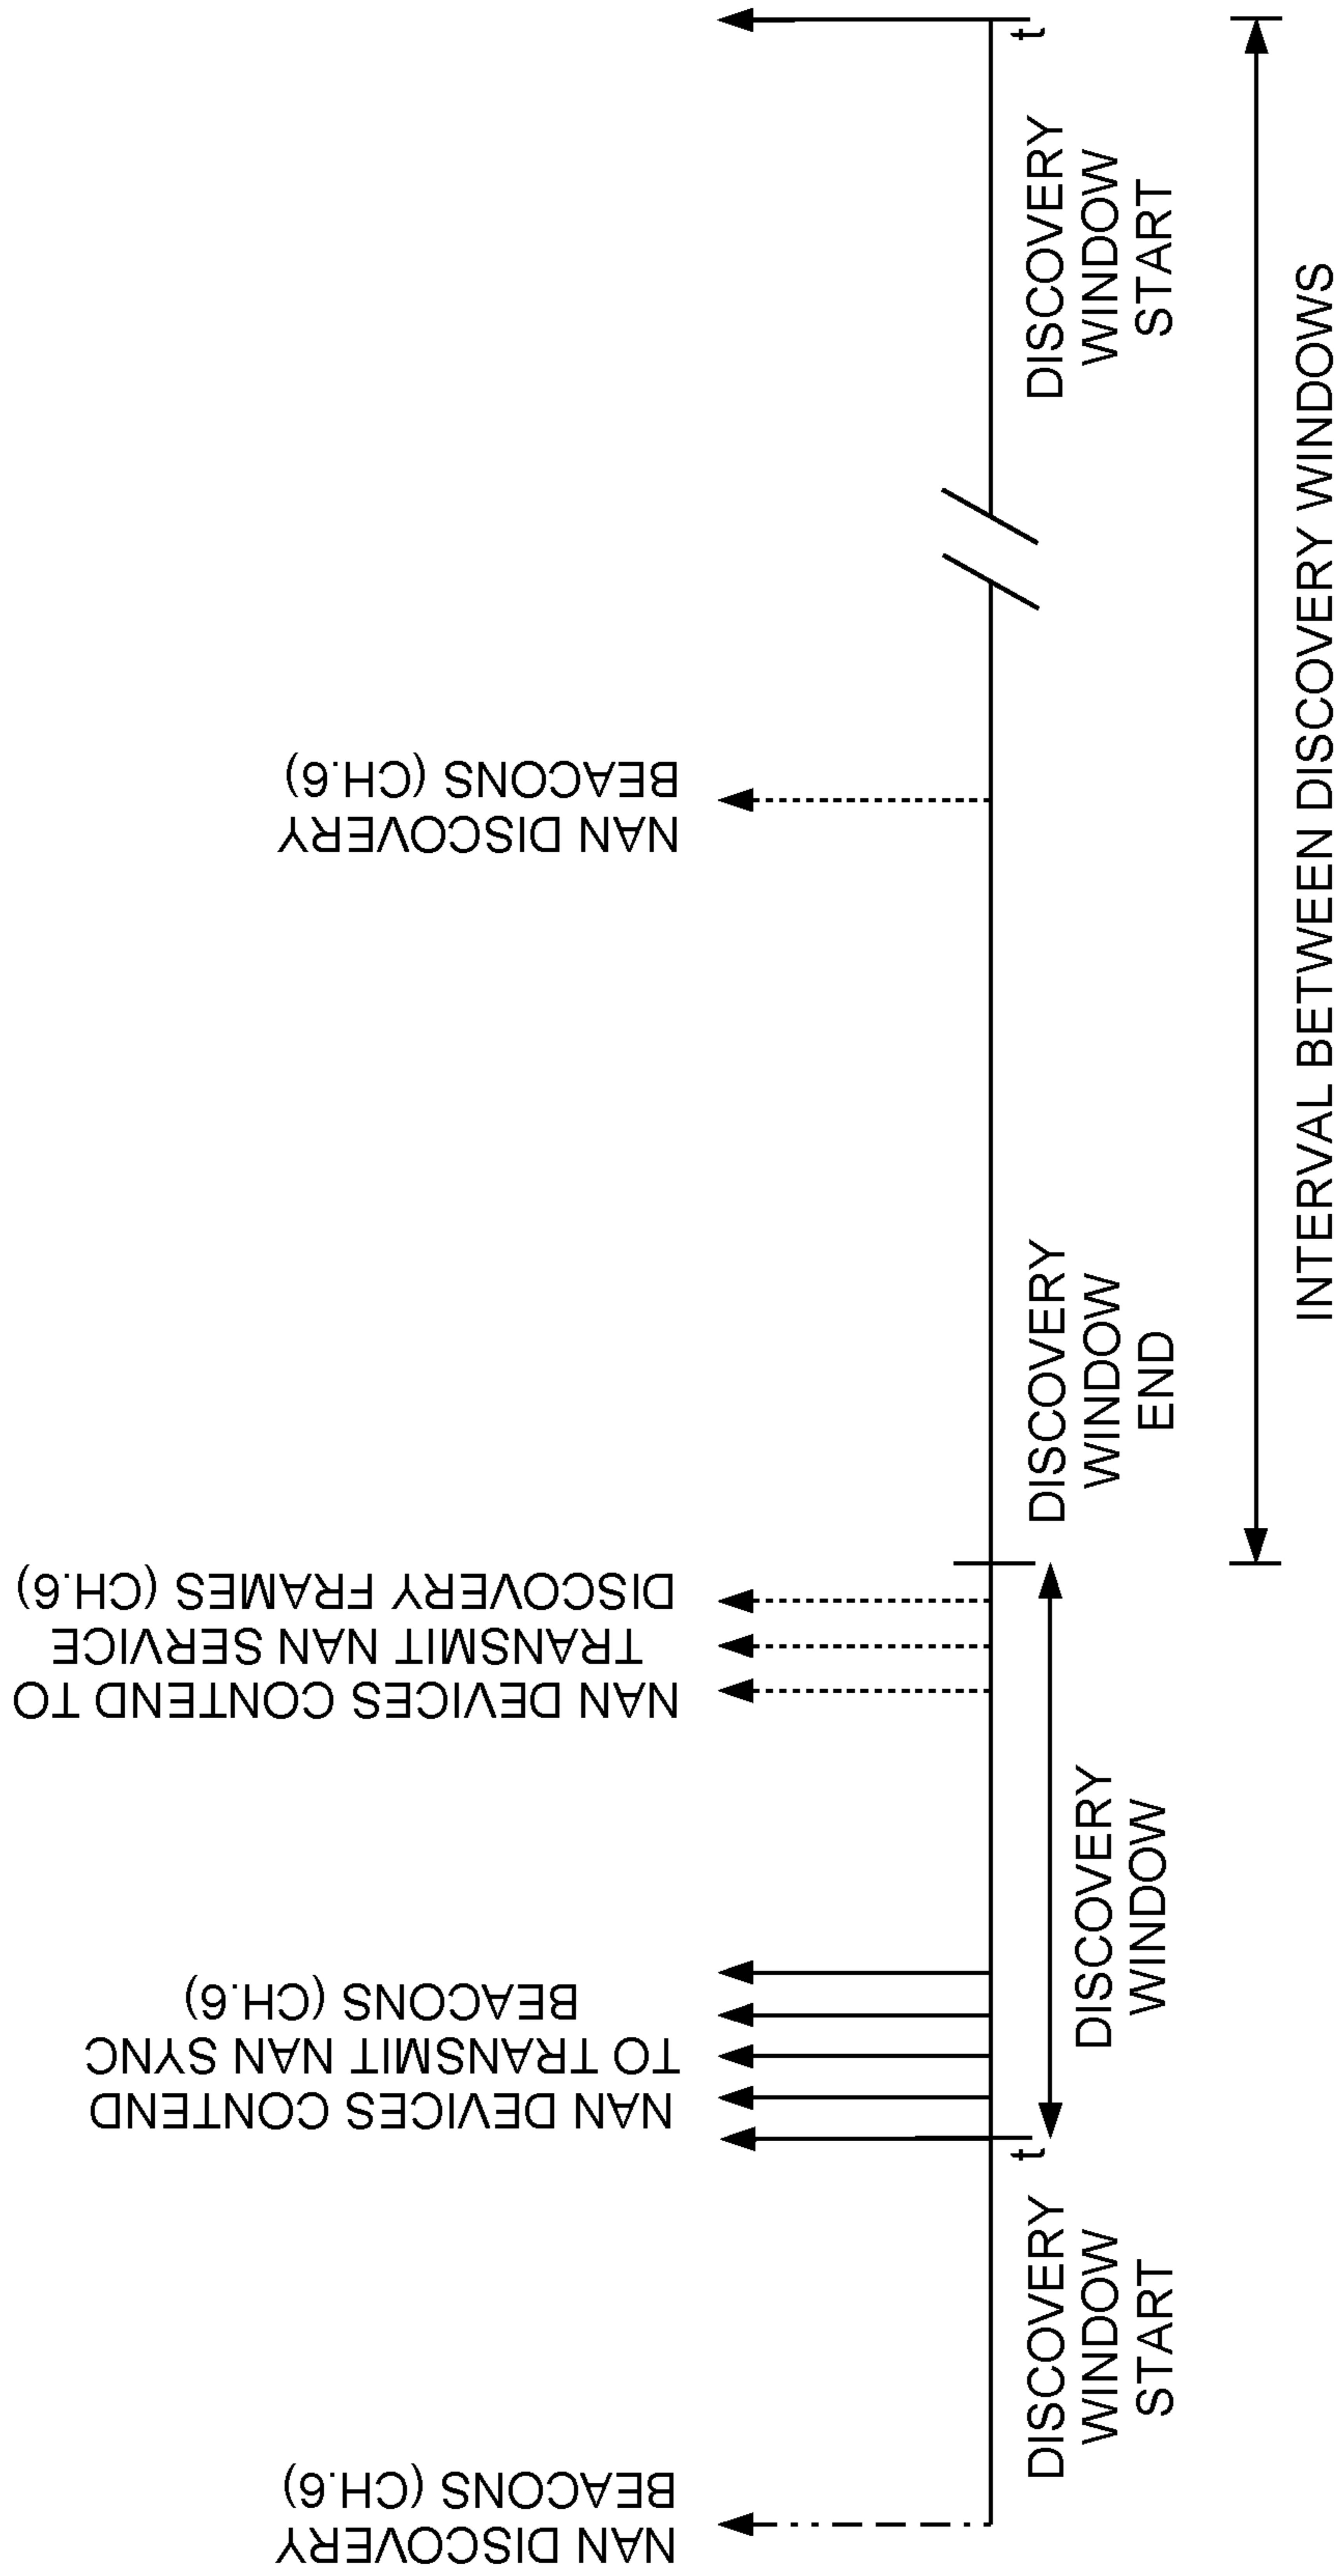 NAN DISCOVERY
BEACONS (CH.6)
NAN DEVICES CONTEND
TO TRANSMIT NAN SYNC
BEACONS (CH.6)
NAN DEVICES CONTEND TO
TRANSMIT NAN SERVICE
DISCOVERY FRAMES (CH.6)
NAN DISCOVERY
BEACONS (CH.6)
t
t
DISCOVERY
WINDOW
START
DISCOVERY
WINDOW
DISCOVERY
WINDOW
END
DISCOVERY
WINDOW
START
INTERVAL BETWEEN DISCOVERY WINDOWS